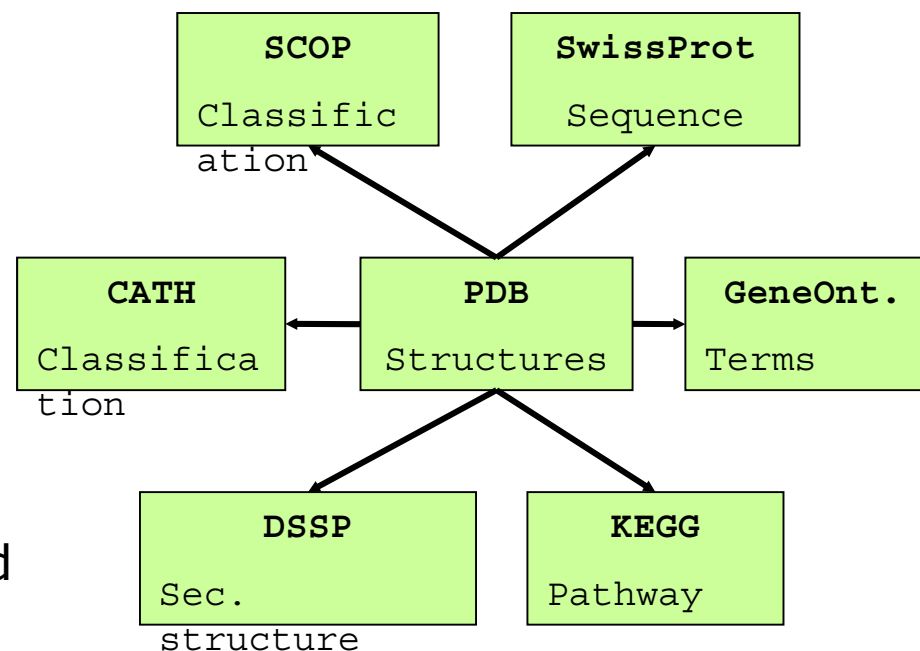 SCOP
Classific
ation
SwissProt
Sequence
CATH
Classifica
tion
PDB
Structures
GeneOnt.
Terms
d
DSSP
Sec.
structure
KEGG
Pathway